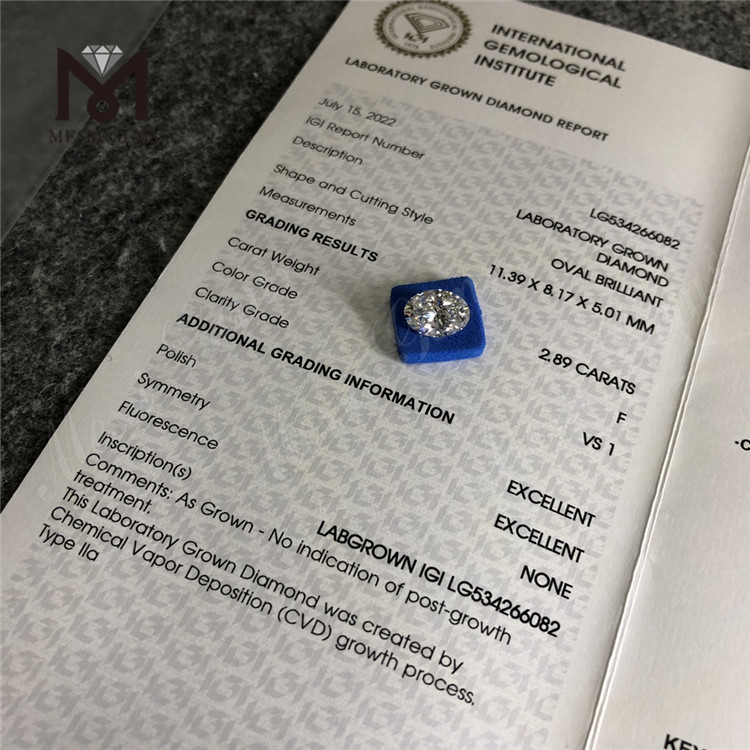 INTERNATIONAL
GEMOLOGICAL
INSTITUTE
LABORATORY GROWN DIAMOND REPORT
July 15, 2022
IGI Report Number LG534266082
Description LABORATORY GROWN
DIAMOND
Shape and Cutting Style OVAL BRILLIANT
Measurements 11.39 X 8.17 X 5.01 MM
GRADING RESULTS
Carat Weight 2.89 CARATS
Color Grade F
Clarity Grade VS 1
ADDITIONAL GRADING INFORMATION
Polish EXCELLENT
Symmetry EXCELLENT
Fluorescence NONE
Inscription(s) LABGROWN IGI LG534266082
Comments: As Grown - No indication of post-growth
treatment.
This Laboratory Grown Diamond was created by
Chemical Vapor Deposition (CVD) growth process.
Type IIa